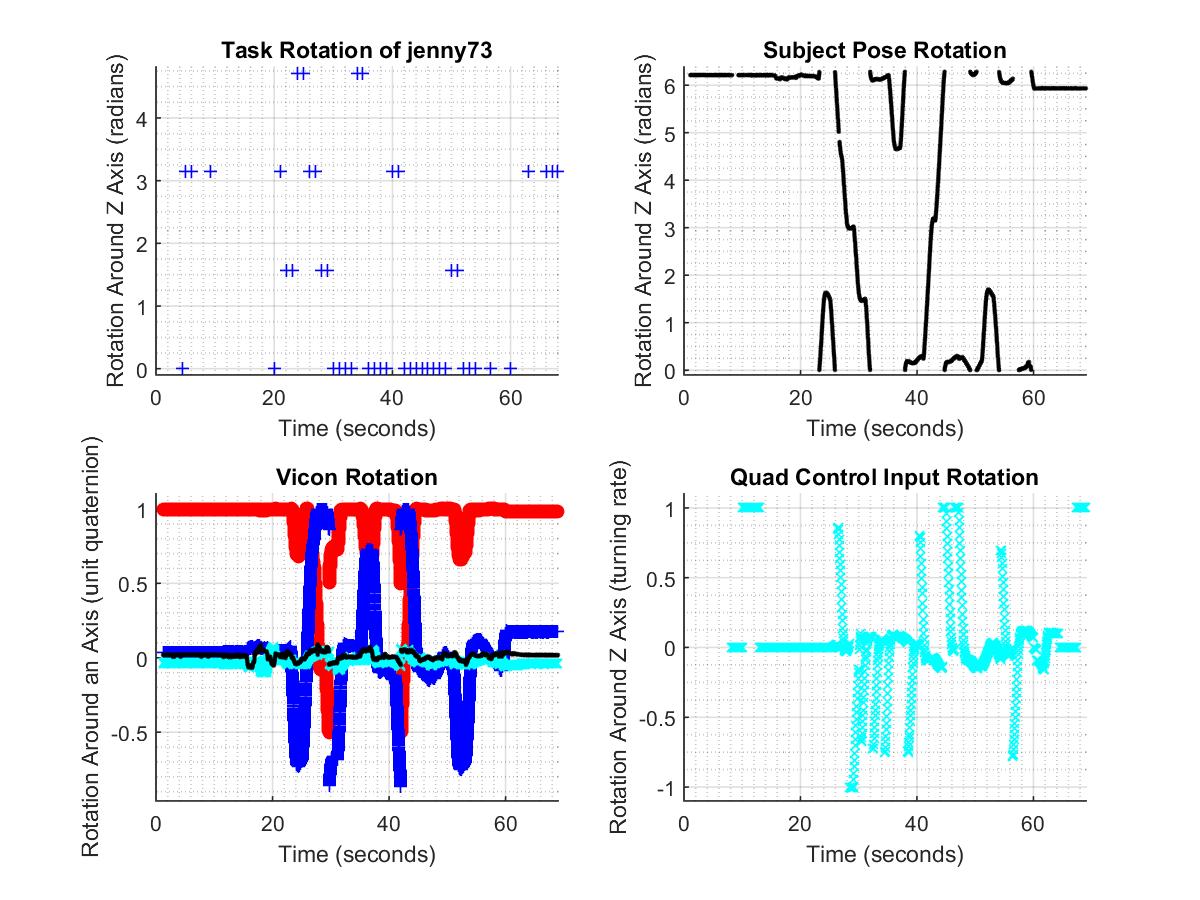 Task Rotation of jenny73
Rotation Around Z Axis (radians)
4
3
2
1
0
0 20 40 60
Time (seconds)
Subject Pose Rotation
Rotation Around Z Axis (radians)
6
5
4
3
2
1
0
0 20 40 60
Time (seconds)
Vicon Rotation
Rotation Around an Axis (unit quaternion)
1
0.5
0
-0.5
0 20 40 60
Time (seconds)
Quad Control Input Rotation
Rotation Around Z Axis (turning rate)
1
0.5
0
-0.5
-1
0 20 40 60
Time (seconds)